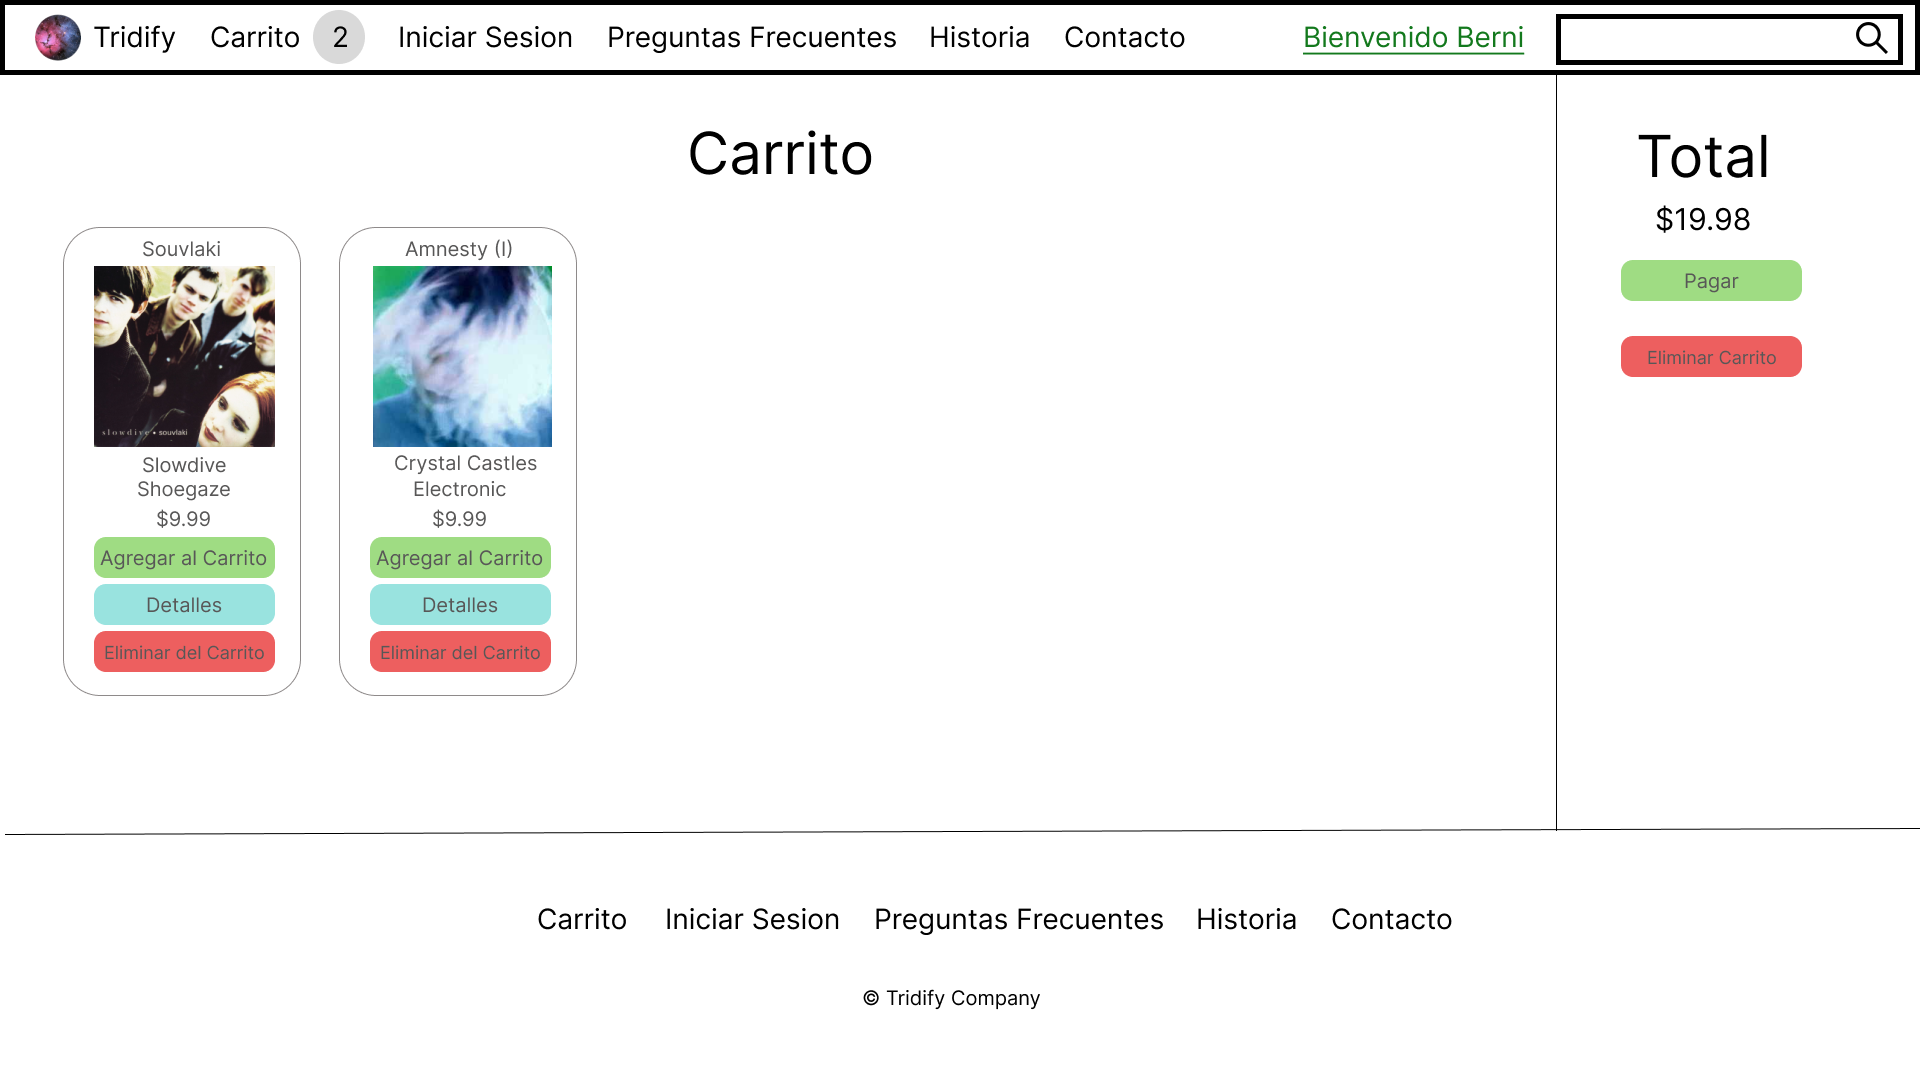 Tridify Carrito 2 Iniciar Sesion Preguntas Frecuentes Historia Contacto Bienvenido Berni
Carrito
Total
$19.98
Pagar
Eliminar Carrito
Souvlaki
slowdive • souvlaki
Slowdive
Shoegaze
$9.99
Agregar al Carrito
Detalles
Eliminar del Carrito
Amnesty (I)
Crystal Castles
Electronic
$9.99
Agregar al Carrito
Detalles
Eliminar del Carrito
Carrito Iniciar Sesion Preguntas Frecuentes Historia Contacto
© Tridify Company